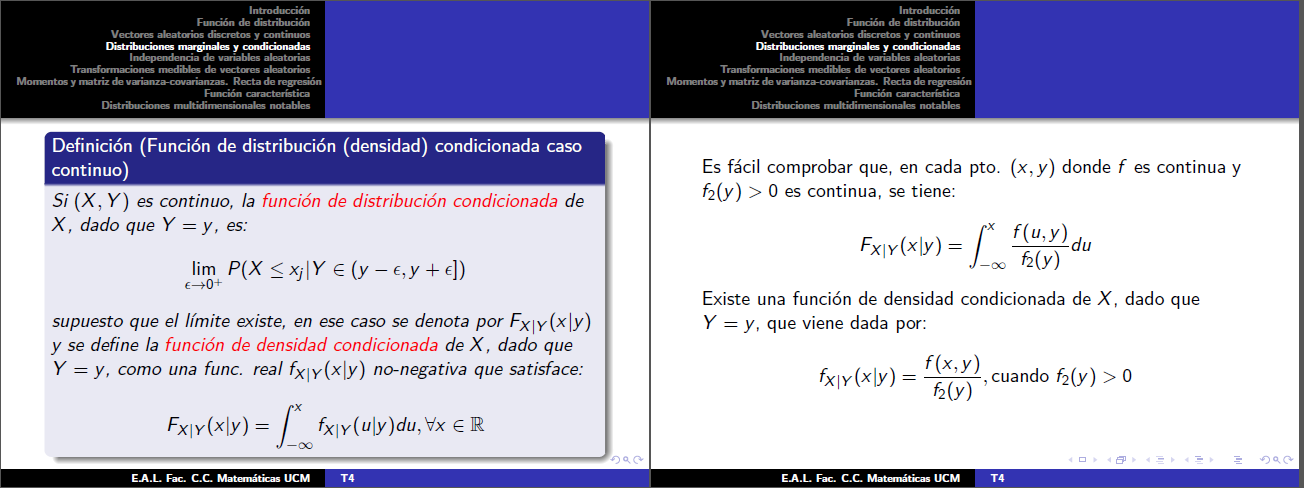 Introducción
Función de distribución
Vectores aleatorios discretos y continuos
Distribuciones marginales y condicionadas
Independencia de variables aleatorias
Transformaciones medibles de vectores aleatorios
Momentos y matriz de varianza-covarianzas. Recta de regresión
Función característica
Distribuciones multidimensionales notables
Definición (Función de distribución (densidad) condicionada caso
continuo)
Si (X, Y) es continuo, la función de distribución condicionada de
X, dado que Y = y, es:
lim_{ϵ→0⁺} P(X ≤ x_j|Y ∈ (y − ϵ, y + ϵ])
supuesto que el límite existe, en ese caso se denota por F_{X|Y}(x|y)
y se define la función de densidad condicionada de X, dado que
Y = y, como una func. real f_{X|Y}(x|y) no-negativa que satisface:
F_{X|Y}(x|y) = ∫_{−∞}^{x} f_{X|Y}(u|y)du, ∀x ∈ ℝ
E.A.L. Fac. C.C. Matemáticas UCM T4
Introducción
Función de distribución
Vectores aleatorios discretos y continuos
Distribuciones marginales y condicionadas
Independencia de variables aleatorias
Transformaciones medibles de vectores aleatorios
Momentos y matriz de varianza-covarianzas. Recta de regresión
Función característica
Distribuciones multidimensionales notables
Es fácil comprobar que, en cada pto. (x, y) donde f es continua y
f₂(y) > 0 es continua, se tiene:
F_{X|Y}(x|y) = ∫_{−∞}^{x} f(u, y)/f₂(y) du
Existe una función de densidad condicionada de X, dado que
Y = y, que viene dada por:
f_{X|Y}(x|y) = f(x, y)/f₂(y), cuando f₂(y) > 0
E.A.L. Fac. C.C. Matemáticas UCM T4